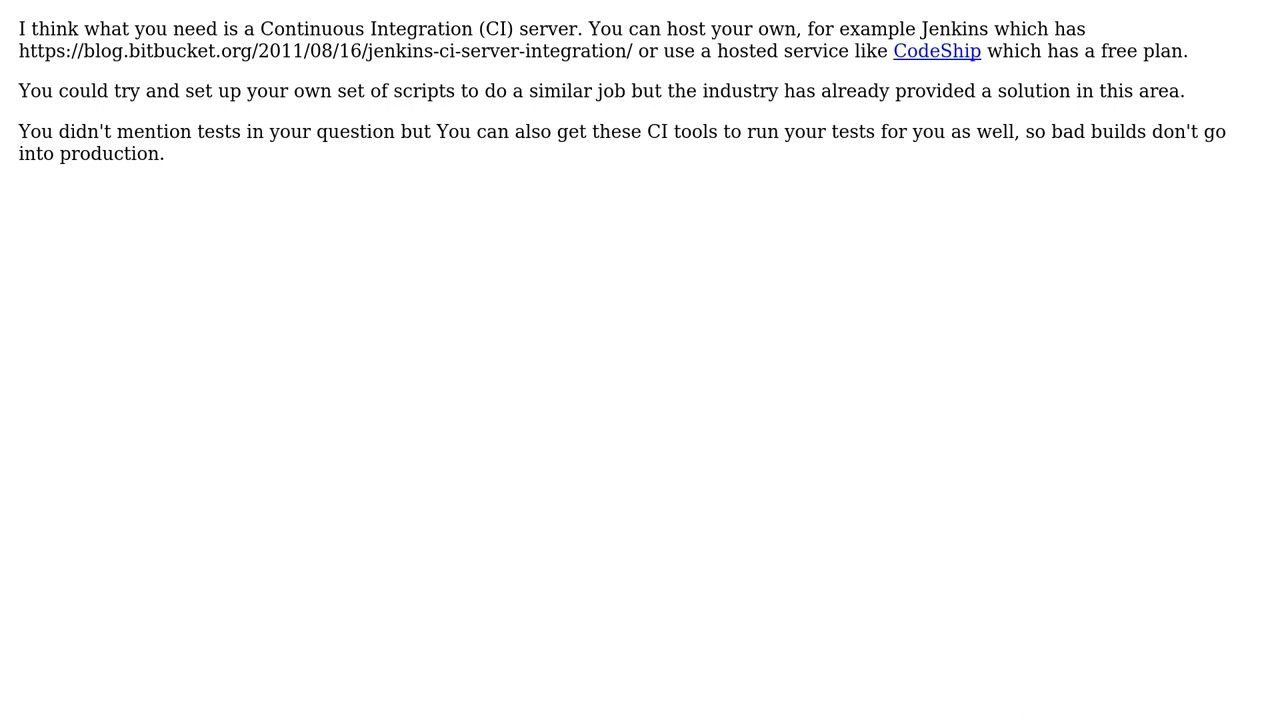 I think what you need is a Continuous Integration (CI) server. You can host your own, for example Jenkins which has
https://blog.bitbucket.org/2011/08/16/jenkins-ci-server-integration/ or use a hosted service like CodeShip which has a free plan.
You could try and set up your own set of scripts to do a similar job but the industry has already provided a solution in this area.
You didn't mention tests in your question but You can also get these CI tools to run your tests for you as well, so bad builds don't go
into production.